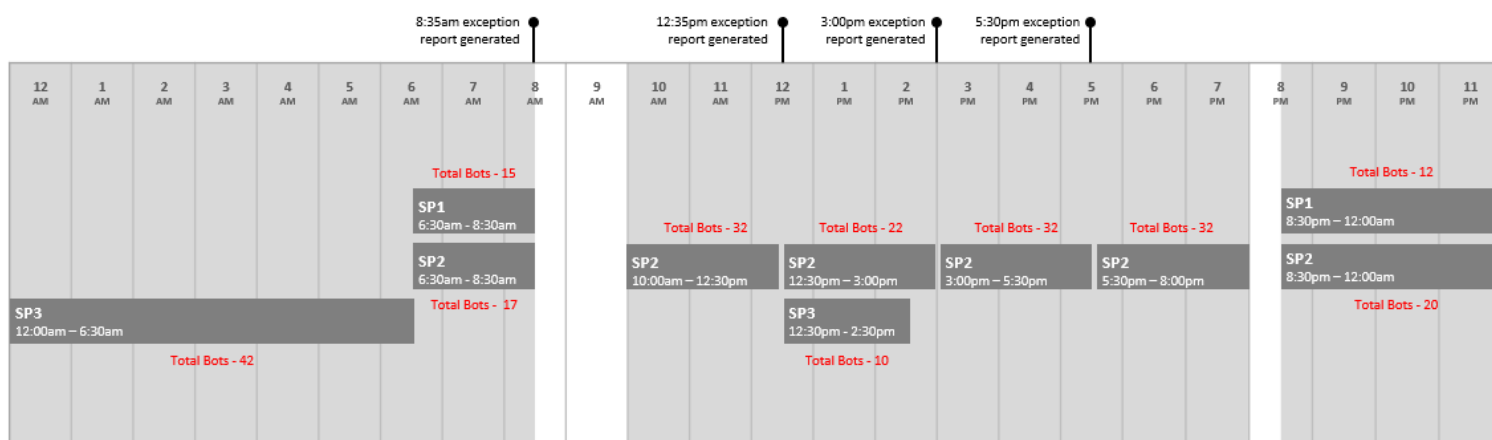 8:35am exception
report generated
12:35pm exception
report generated
3:00pm exception
report generated
5:30pm exception
report generated
12
AM
1
AM
2
AM
3
AM
4
AM
5
AM
6
AM
7
AM
8
AM
9
AM
10
AM
11
AM
12
PM
1
PM
2
PM
3
PM
4
PM
5
PM
6
PM
7
PM
8
PM
9
PM
10
PM
11
PM
Total Bots - 15
SP1
6:30am - 8:30am
SP2
6:30am - 8:30am
Total Bots - 17
SP3
12:00am – 6:30am
Total Bots - 42
Total Bots - 32
SP2
10:00am – 12:30pm
Total Bots - 22
SP2
12:30pm – 3:00pm
SP3
12:30pm - 2:30pm
Total Bots - 10
Total Bots - 32
SP2
3:00pm – 5:30pm
Total Bots - 32
SP2
5:30pm – 8:00pm
Total Bots - 12
SP1
8:30pm – 12:00am
SP2
8:30pm – 12:00am
Total Bots - 20